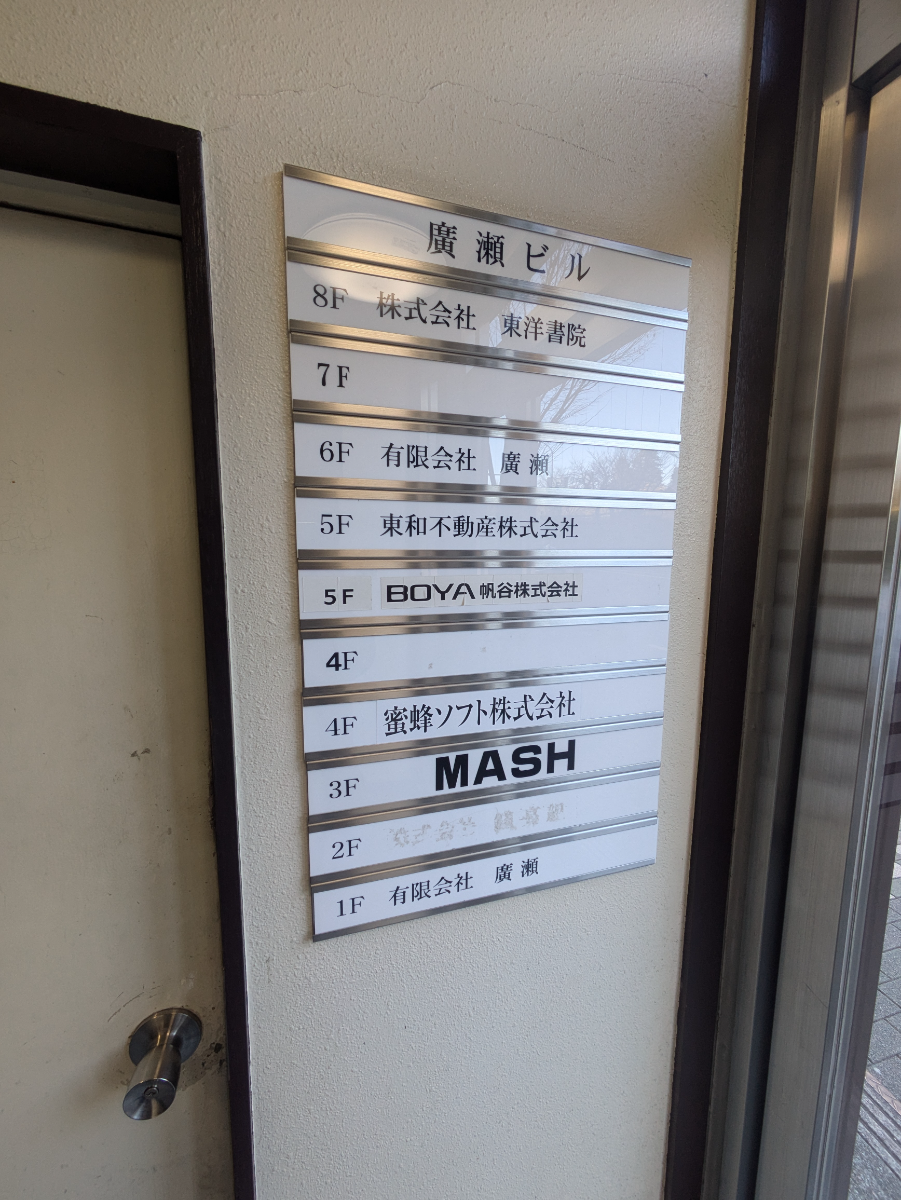 廣瀬ビル
8F 株式会社 東洋書院
7F
6F 有限会社 廣瀬
5F 東和不動産株式会社
5F BOYA 帆谷株式会社
4F
4F 蜜蜂ソフト株式会社
3F MASH
2F
1F 有限会社 廣瀬